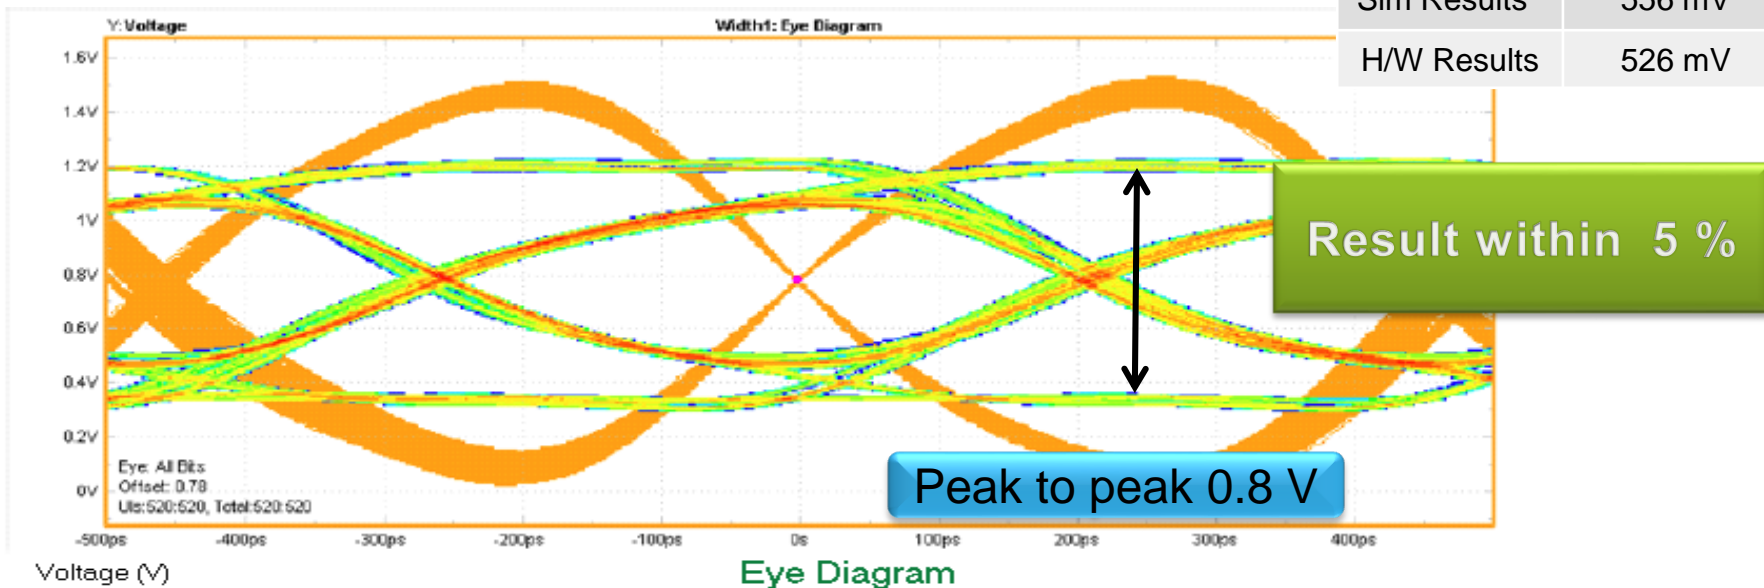 Sim Results 556 mV
Y: Voltage
Width1: Eye Diagram
H/W Results 526 mV
1.6V
1.4V
1.2V
1V
0.8V
0.6V
0.4V
0.2V
0V
Result within 5 %
Eye: All Bits
Offset: 0.78
UIs:520:520, Total:520:520
Peak to peak 0.8 V
-500ps -400ps -300ps -200ps -100ps 0s 100ps 200ps 300ps 400ps
Voltage (V)
Eye Diagram